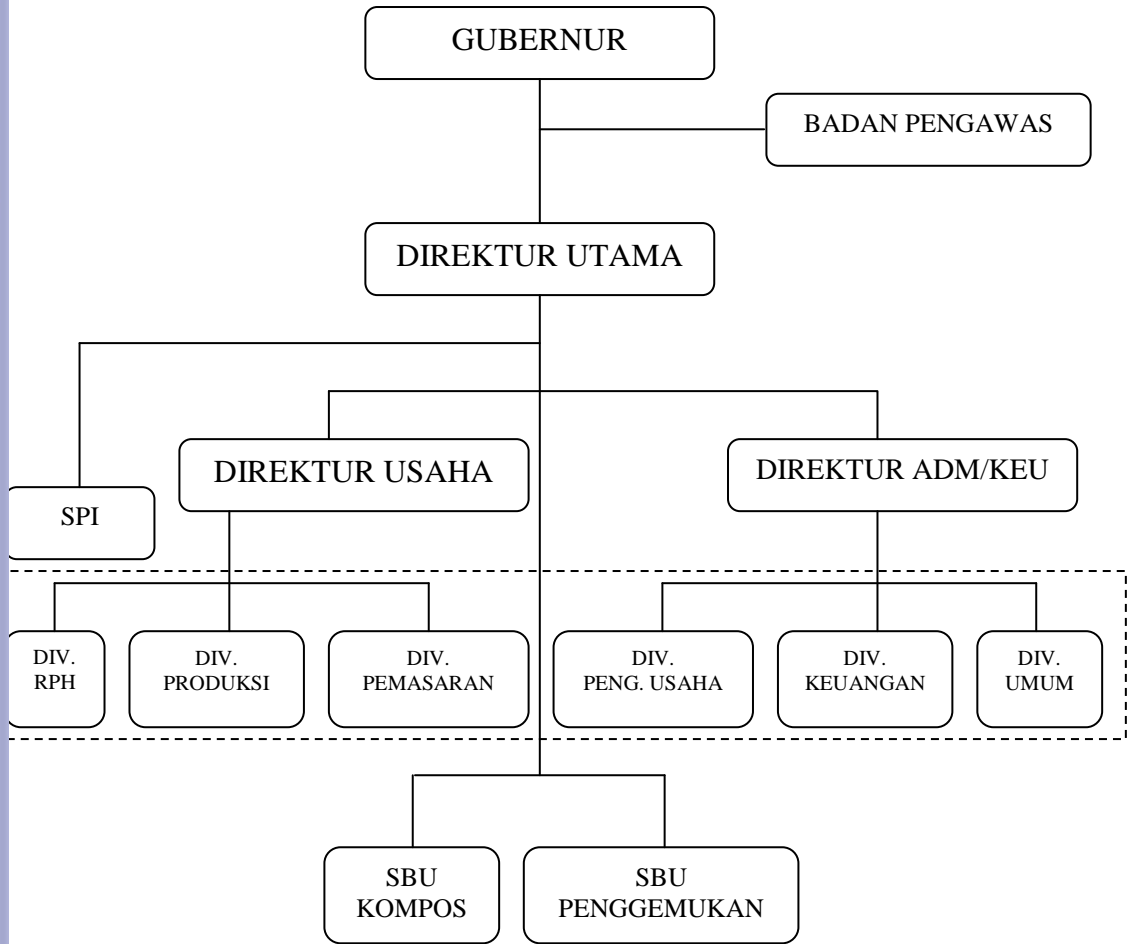 GUBERNUR
BADAN PENGAWAS
DIREKTUR UTAMA
DIREKTUR USAHA
DIREKTUR ADM/KEU
SPI
DIV.
RPH
DIV.
PRODUKSI
DIV.
PEMASARAN
DIV.
PENG. USAHA
DIV.
KEUANGAN
DIV.
UMUM
SBU
KOMPOS
SBU
PENGGEMUKAN